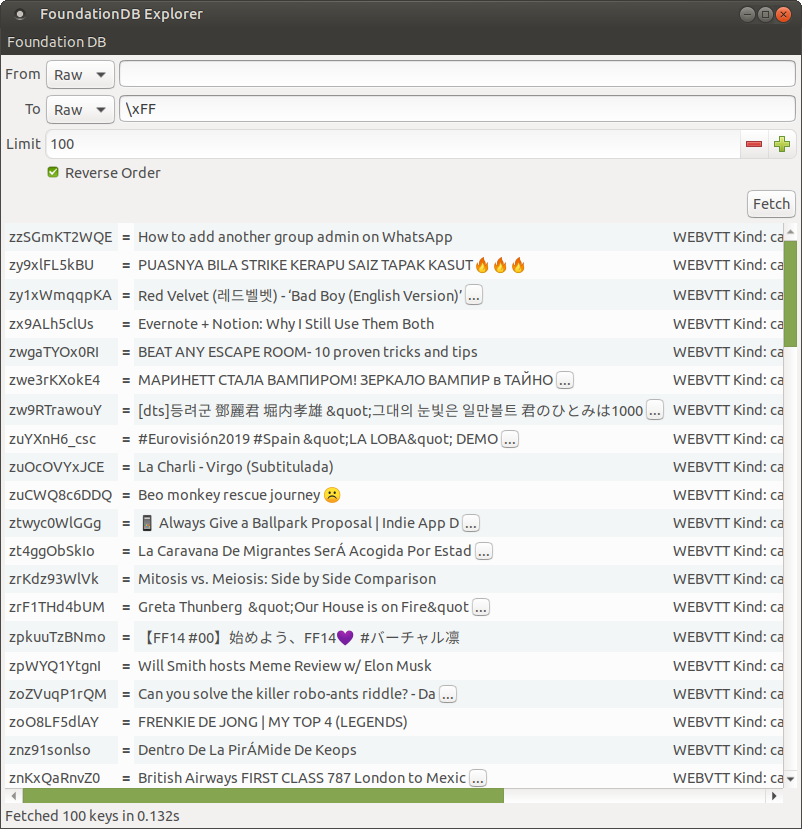 FoundationDB Explorer
Foundation DB
From Raw
To Raw \xFF
Limit 100
Reverse Order
Fetch
zzSGmKT2WQE = How to add another group admin on WhatsApp WEBVTT Kind: ca
zy9xlFL5kBU = PUASNYA BILA STRIKE KERAPU SAIZ TAPAK KASUT🔥🔥🔥 WEBVTT Kind: ca
zy1xWmqqpKA = Red Velvet (레드벨벳) - ‘Bad Boy (English Version)’ ... WEBVTT Kind: ca
zx9ALh5clUs = Evernote + Notion: Why I Still Use Them Both WEBVTT Kind: ca
zwgaTYOx0RI = BEAT ANY ESCAPE ROOM- 10 proven tricks and tips WEBVTT Kind: ca
zwe3rKXokE4 = МАРИНЕТТ СТАЛА ВАМПИРОМ! ЗЕРКАЛО ВАМПИР в ТАЙНО ... WEBVTT Kind: ca
zw9RTrawouY = [dts]등려군 鄧麗君 堀内孝雄 &quot;그대의 눈빛은 일만볼트 君のひとみは1000 ... WEBVTT Kind: ca
zuYXnH6_csc = #Eurovisión2019 #Spain &quot;LA LOBA&quot; DEMO ... WEBVTT Kind: ca
zuOcOVYxJCE = La Charli - Virgo (Subtitulada) WEBVTT Kind: ca
zuCWQ8c6DDQ = Beo monkey rescue journey ☹️ WEBVTT Kind: ca
ztwyc0WlGGg = 📱 Always Give a Ballpark Proposal | Indie App D ... WEBVTT Kind: ca
zt4ggObSkIo = La Caravana De Migrantes SerÁ Acogida Por Estad ... WEBVTT Kind: ca
zrKdz93WlVk = Mitosis vs. Meiosis: Side by Side Comparison WEBVTT Kind: ca
zrF1THd4bUM = Greta Thunberg &quot;Our House is on Fire&quot ... WEBVTT Kind: ca
zpkuuTzBNmo = 【FF14 #00】始めよう、FF14💜 #バーチャル凛 WEBVTT Kind: ca
zpWYQ1YtgnI = Will Smith hosts Meme Review w/ Elon Musk WEBVTT Kind: ca
zoZVuqP1rQM = Can you solve the killer robo-ants riddle? - Da ... WEBVTT Kind: ca
zoO8LF5dlAY = FRENKIE DE JONG | MY TOP 4 (LEGENDS) WEBVTT Kind: ca
znz91sonlso = Dentro De La PirÁMide De Keops WEBVTT Kind: ca
znKxQaRnvZ0 = British Airways FIRST CLASS 787 London to Mexic ... WEBVTT Kind: ca
Fetched 100 keys in 0.132s